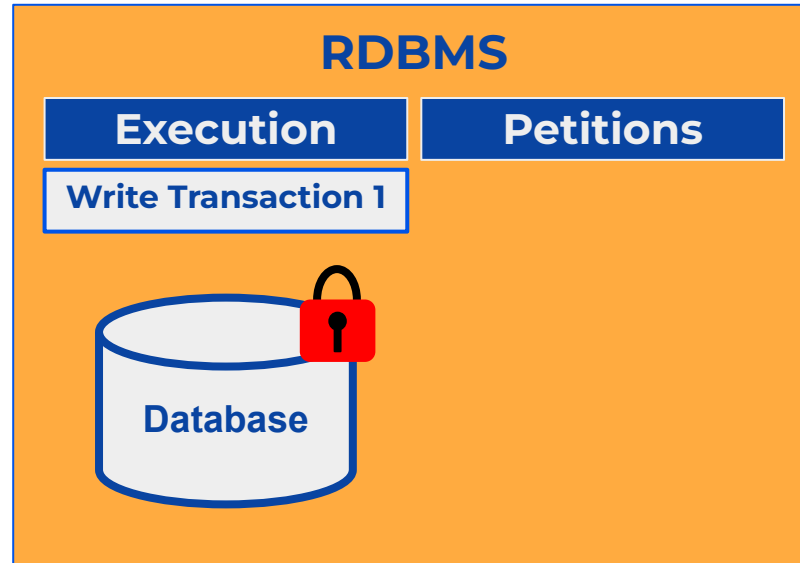 RDBMS
Execution
Petitions
Write Transaction 1
Database